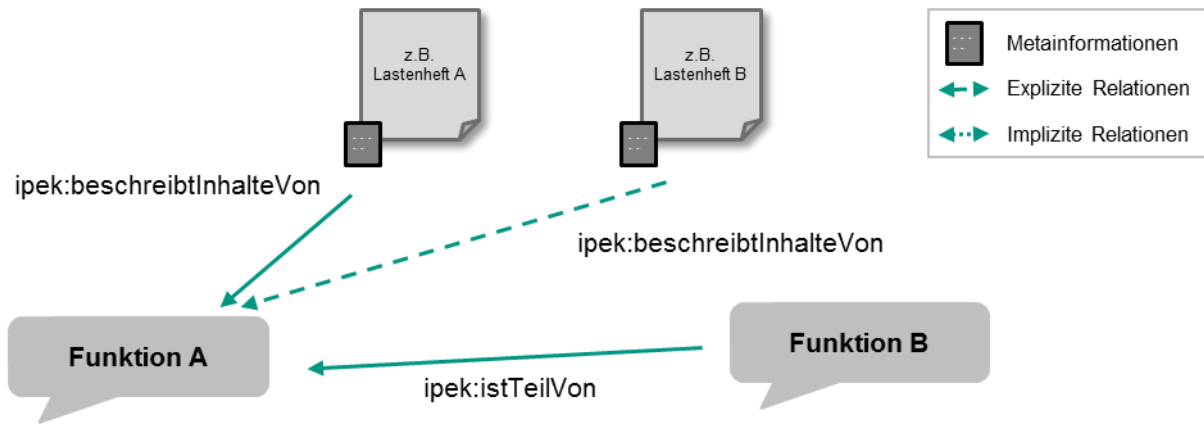 z.B.
Lastenheft A
z.B.
Lastenheft B
Metainformationen
Explizite Relationen
Implizite Relationen
ipek:beschreibtInhalteVon
ipek:beschreibtInhalteVon
Funktion A
Funktion B
ipek:istTeilVon